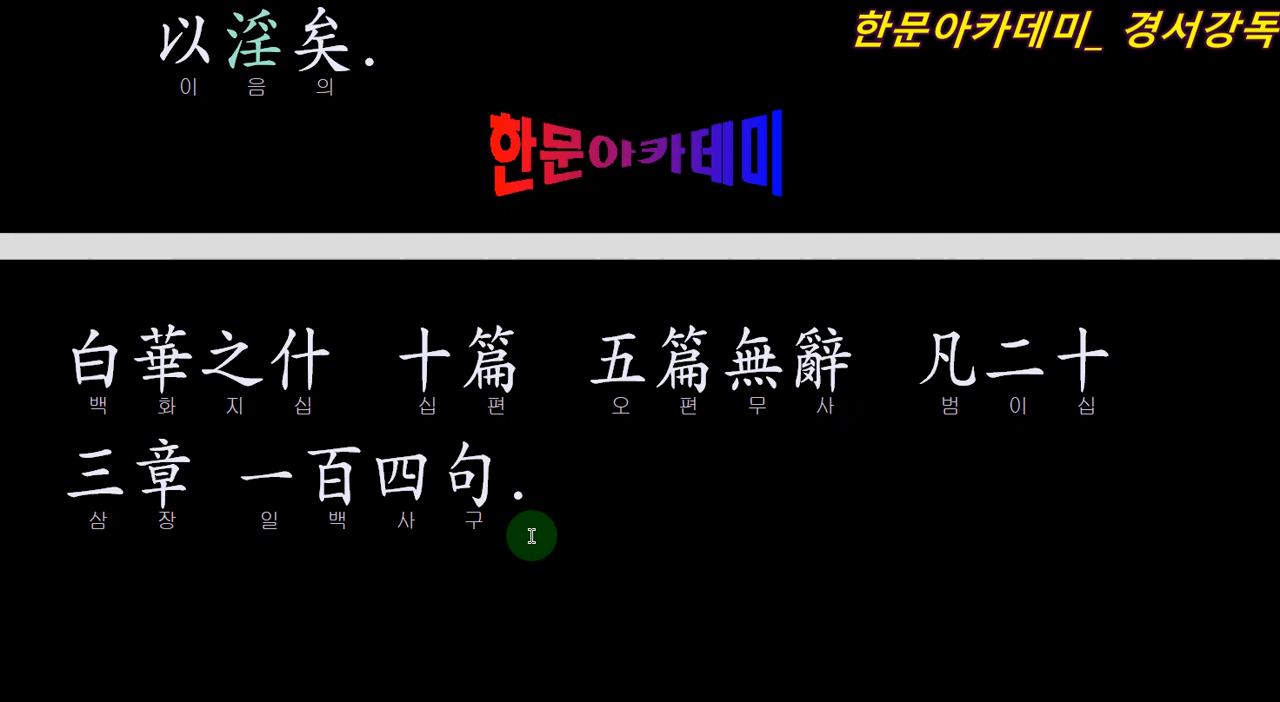 한문아카데미_ 경서강독
以淫矣.
이 음 의
한문아카데미
白華之什 十篇 五篇無辭 凡二十
백 화 지 십 십 편 오 편 무 사 범 이 십
三章 一百四句.
삼 장 일 백 사 구